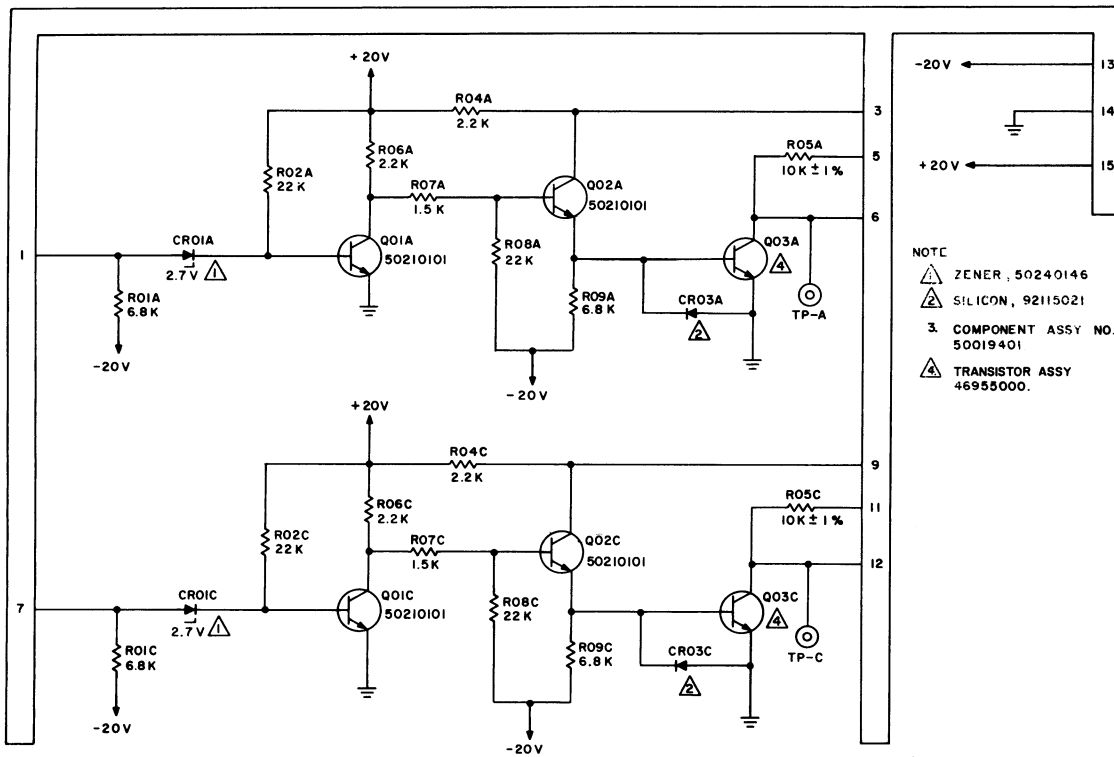 +20V
R04A
2.2K
3
R06A
2.2K
R05A
10K ± 1%
5
R02A
22K
R07A
1.5K
Q02A
50210101
6
CR01A
2.7V 1
Q01A
50210101
R08A
22K
Q03A
4
1
R01A
6.8K
R09A
6.8K
CR03A
2
TP-A
-20V
-20V
+20V
R04C
2.2K
9
R06C
2.2K
R05C
10K ± 1%
11
R02C
22K
R07C
1.5K
Q02C
50210101
12
CR01C
2.7V 1
Q01C
50210101
R08C
22K
Q03C
4
7
R01C
6.8K
R09C
6.8K
CR03C
2
TP-C
-20V
-20V
-20V 13
14
+20V 15
NOTE
1 ZENER, 50240146
2 SILICON, 92115021
3. COMPONENT ASSY NO.
50019401
4. TRANSISTOR ASSY
46955000.